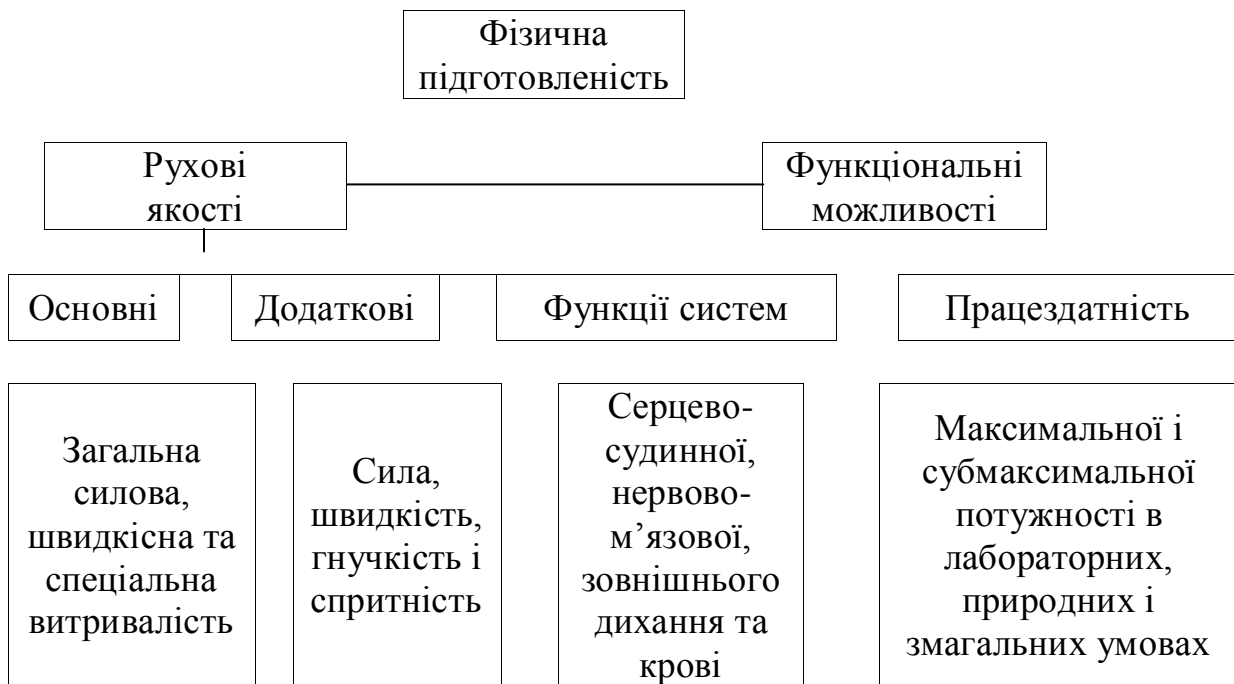 Фізична
підготовленість
Рухові
якості
Функціональні
можливості
Основні
Додаткові
Функції систем
Працездатність
Загальна
силова,
швидкісна та
спеціальна
витривалість
Сила,
швидкість,
гнучкість і
спритність
Серцево-
судинної,
нервово-
м’язової,
зовнішнього
дихання та
крові
Максимальної і
субмаксимальної
потужності в
лабораторних,
природних і
змагальних умовах